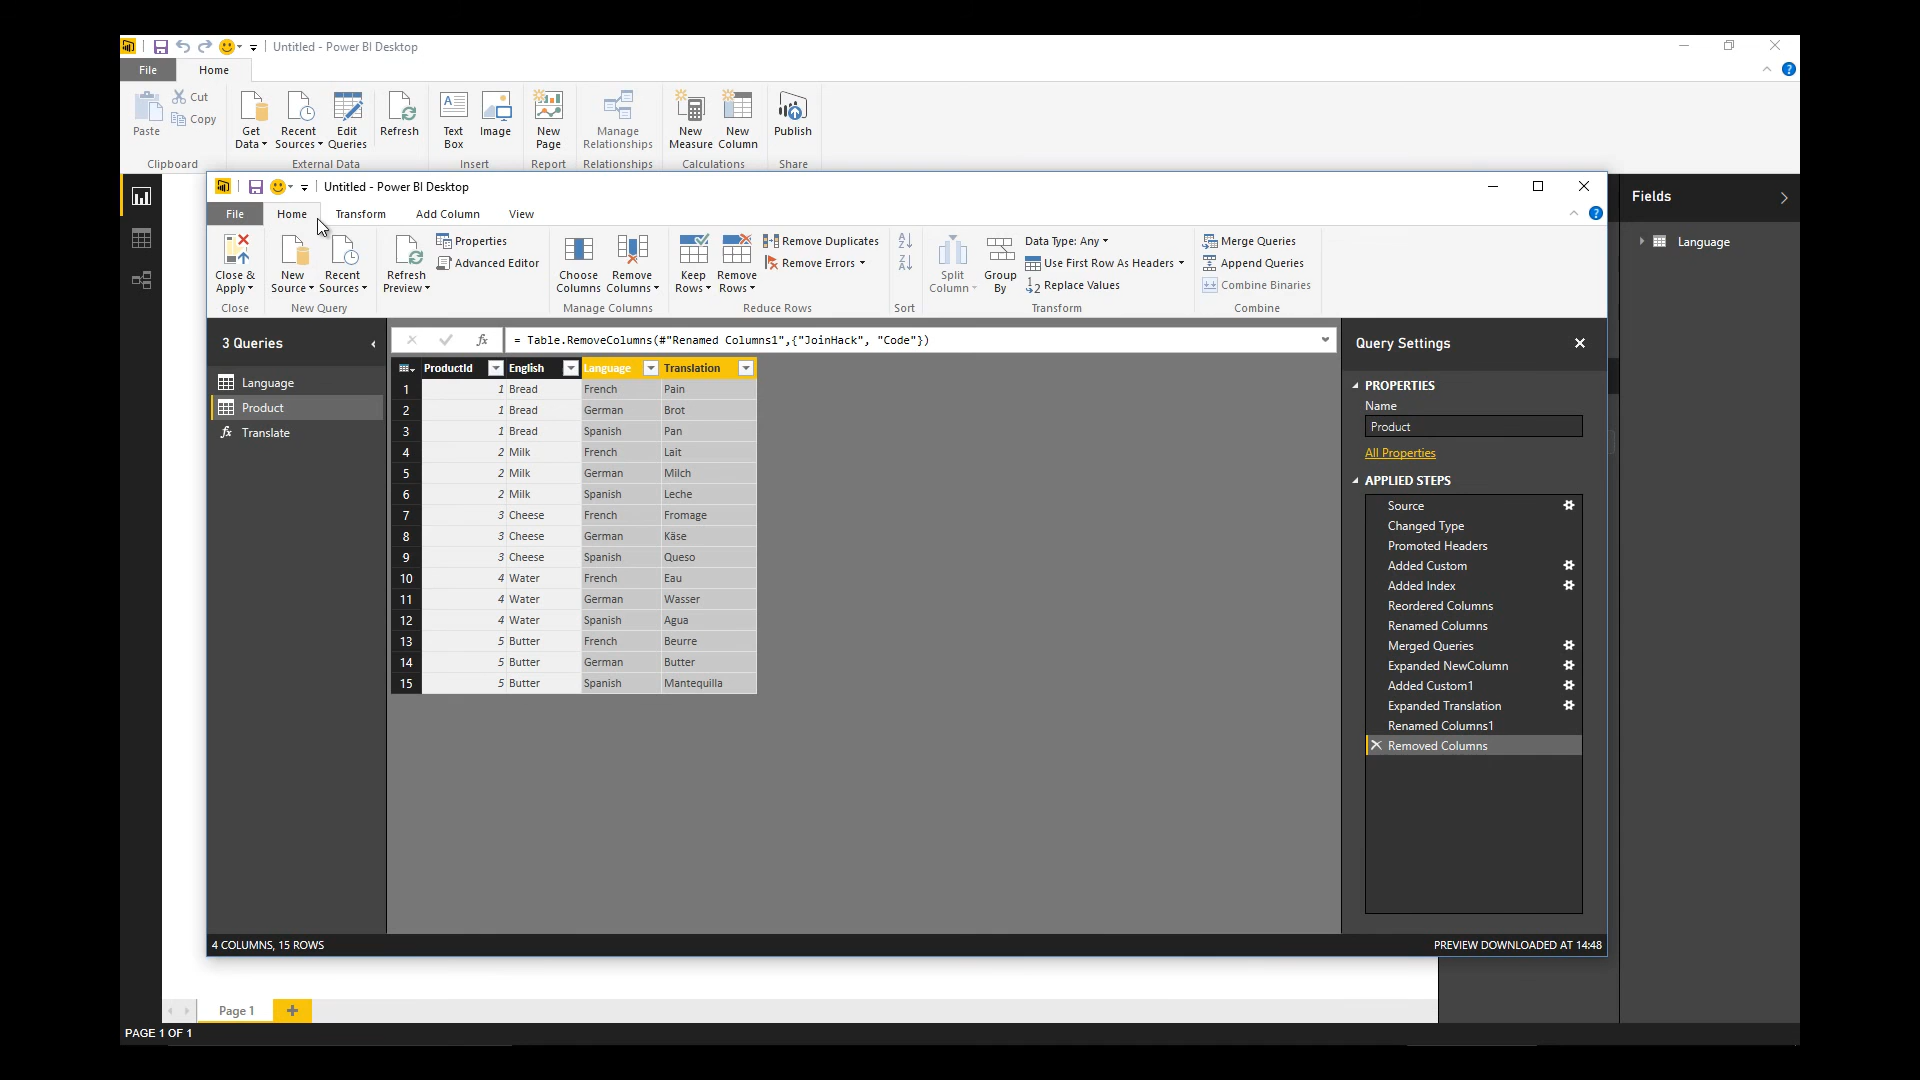 Untitled - Power BI Desktop
File Home
Paste Cut Copy
Get Data Recent Sources Edit Queries Refresh
Text Box Image New Page Manage Relationships New Measure New Column Publish
Clipboard External Data Insert Report Relationships Calculations Share
Untitled - Power BI Desktop
File Home Transform Add Column View
Close & Apply New Source Recent Sources Refresh Preview
Properties
Advanced Editor
Choose Columns Remove Columns Keep Rows Remove Rows
Remove Duplicates
Remove Errors
Split Column Group By
Data Type: Any
Use First Row As Headers
Replace Values
Merge Queries
Append Queries
Combine Binaries
Close New Query Manage Columns Reduce Rows Sort Transform Combine
3 Queries
Language
Product
Translate
= Table.RemoveColumns(#"Renamed Columns1",{"JoinHack", "Code"})
ProductId English Language Translation
1 1 Bread French Pain
2 1 Bread German Brot
3 1 Bread Spanish Pan
4 2 Milk French Lait
5 2 Milk German Milch
6 2 Milk Spanish Leche
7 3 Cheese French Fromage
8 3 Cheese German Käse
9 3 Cheese Spanish Queso
10 4 Water French Eau
11 4 Water German Wasser
12 4 Water Spanish Agua
13 5 Butter French Beurre
14 5 Butter German Butter
15 5 Butter Spanish Mantequilla
Query Settings
PROPERTIES
Name
Product
All Properties
APPLIED STEPS
Source
Changed Type
Promoted Headers
Added Custom
Added Index
Reordered Columns
Renamed Columns
Merged Queries
Expanded NewColumn
Added Custom1
Expanded Translation
Renamed Columns1
Removed Columns
4 COLUMNS, 15 ROWS
PREVIEW DOWNLOADED AT 14:48
Fields
Language
Page 1
PAGE 1 OF 1